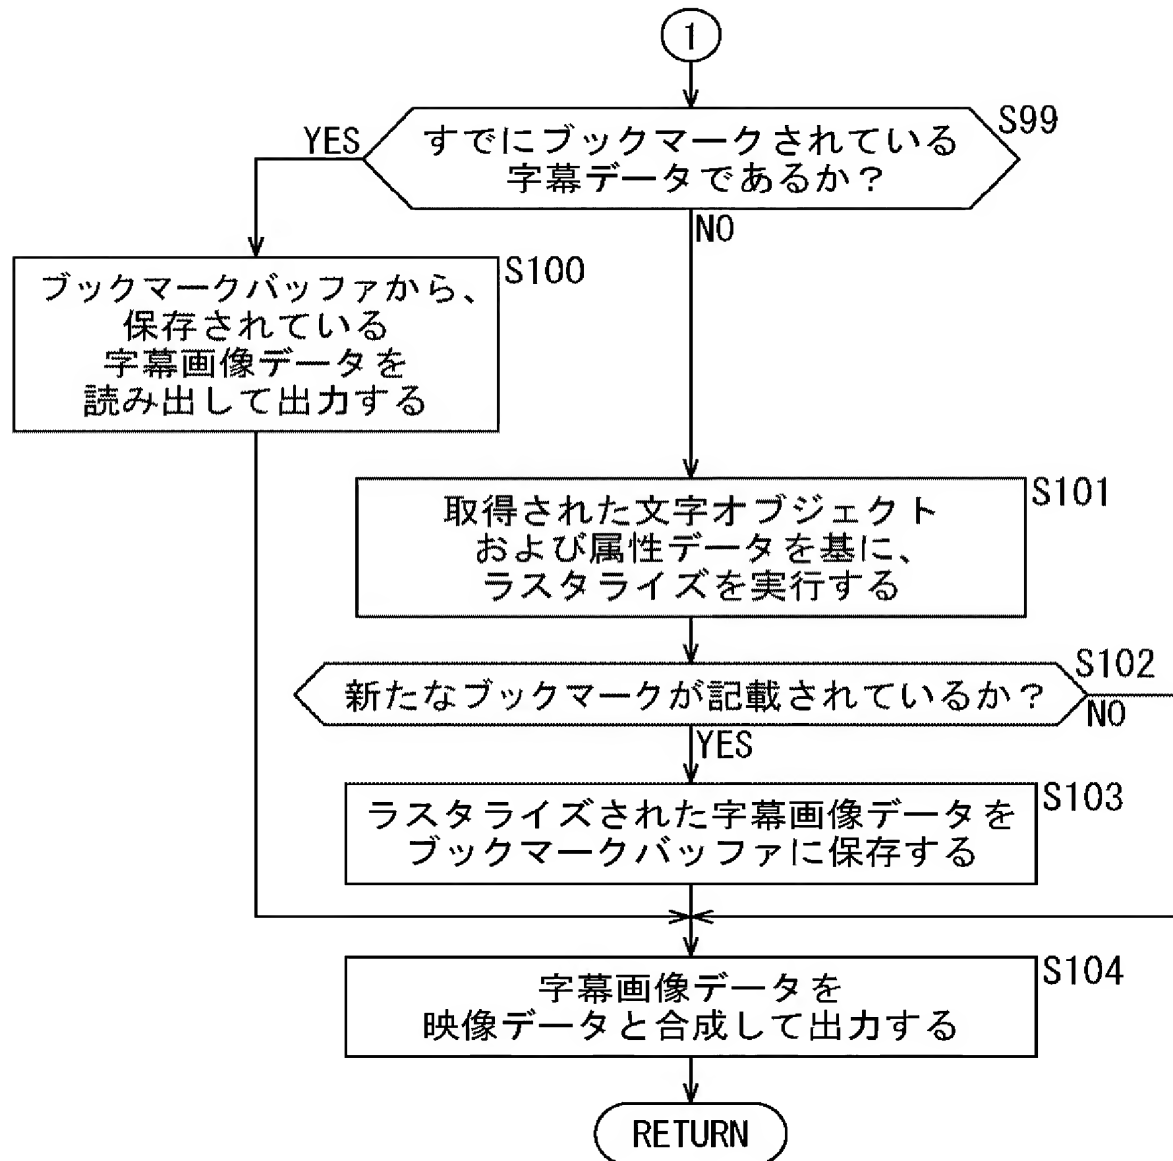 1
すでにブックマークされている
字幕データであるか？
S99
YES
NO
ブックマークバッファから、
保存されている
字幕画像データを
読み出して出力する
S100
取得された文字オブジェクト
および属性データを基に、
ラスタライズを実行する
S101
新たなブックマークが記載されているか？
S102
NO
YES
ラスタライズされた字幕画像データを
ブックマークバッファに保存する
S103
字幕画像データを
映像データと合成して出力する
S104
RETURN